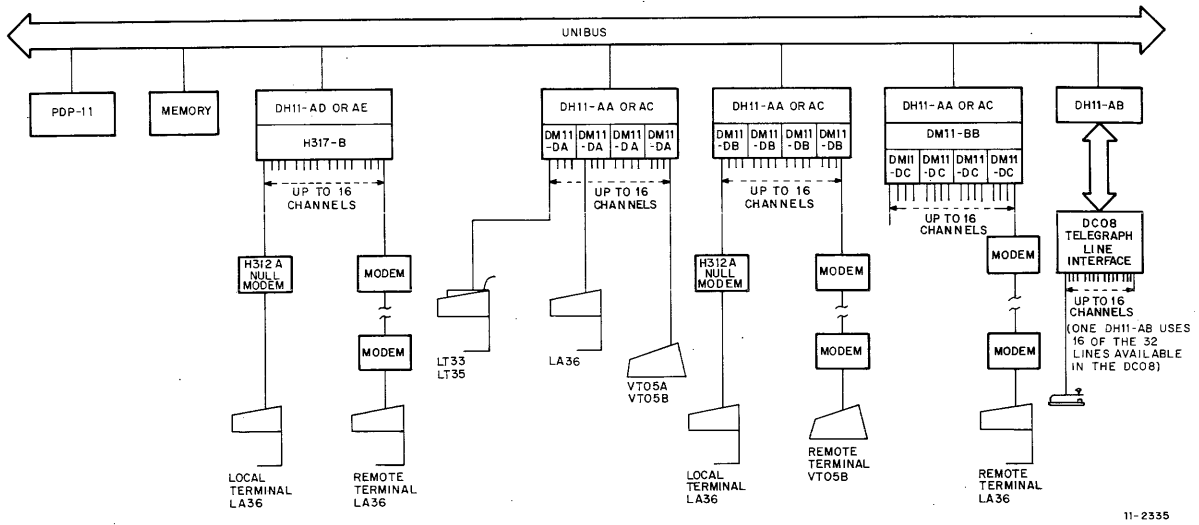 UNIBUS
PDP-11
MEMORY
DH11-AD OR AE
H317-B
UP TO 16
CHANNELS
H312A
NULL
MODEM
MODEM
MODEM
LOCAL
TERMINAL
LA36
REMOTE
TERMINAL
LA36
DH11-AA OR AC
DM11
-DA
DM11
-DA
DM11
-DA
DM11
-DA
UP TO 16
CHANNELS
LT33
LT35
LA36
VT05A
VT05B
DH11-AA OR AC
DM11
-DB
DM11
-DB
DM11
-DB
DM11
-DB
UP TO 16
CHANNELS
H312A
NULL
MODEM
MODEM
MODEM
LOCAL
TERMINAL
LA36
REMOTE
TERMINAL
VT05B
DH11-AA OR AC
DM11-BB
DM11
-DC
DM11
-DC
DM11
-DC
DM11
-DC
UP TO 16
CHANNELS
MODEM
MODEM
REMOTE
TERMINAL
LA36
DH11-AB
DC08
TELEGRAPH
LINE
INTERFACE
UP TO 16
CHANNELS
(ONE DH11-AB USES
16 OF THE 32
LINES AVAILABLE
IN THE DC08)
11-2335